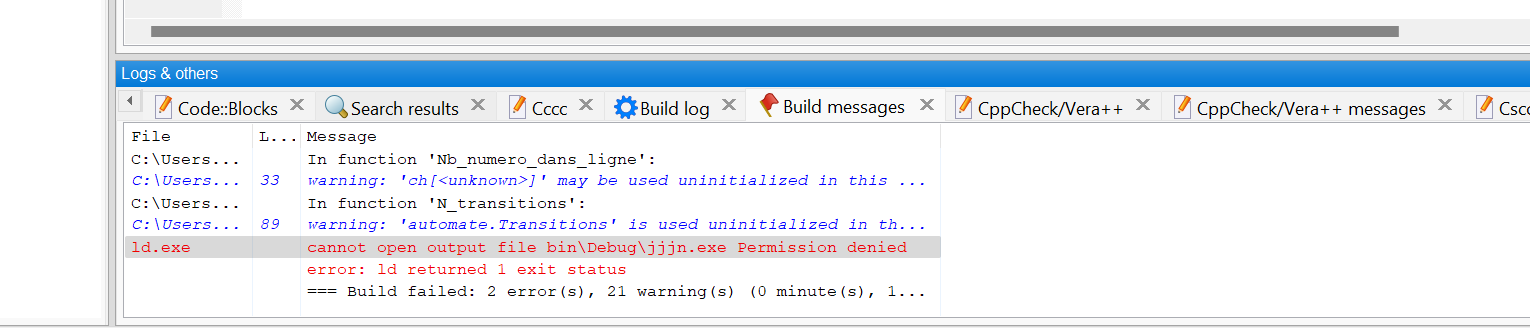 Logs & others
Code::Blocks Search results Cccc Build log Build messages CppCheck/Vera++ CppCheck/Vera++ messages
File L... Message
C:\Users... In function 'Nb_numero_dans_ligne':
C:\Users... 33 warning: 'ch[<unknown>]' may be used uninitialized in this ...
C:\Users... In function 'N_transitions':
C:\Users... 89 warning: 'automate.Transitions' is used uninitialized in th...
ld.exe cannot open output file bin\Debug\jjjn.exe Permission denied
error: ld returned 1 exit status
=== Build failed: 2 error(s), 21 warning(s) (0 minute(s), 1...